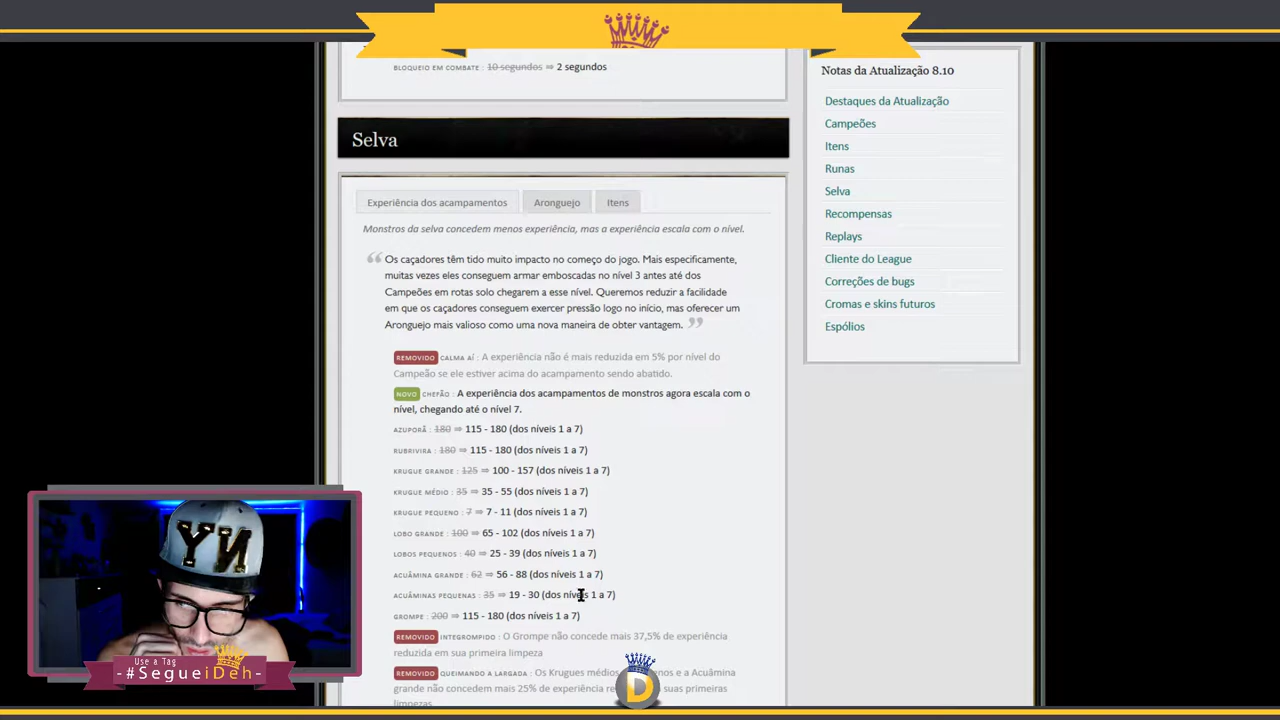 BLOQUEIO EM COMBATE : 10 segundos ⇒ 2 segundos
Selva
Experiência dos acampamentos
Aronguejo
Itens
Monstros da selva concedem menos experiência, mas a experiência escala com o nível.
Os caçadores têm tido muito impacto no começo do jogo. Mais especificamente,
muitas vezes eles conseguem armar emboscadas no nível 3 antes até dos
Campeões em rotas solo chegarem a esse nível. Queremos reduzir a facilidade
em que os caçadores conseguem exercer pressão logo no início, mas oferecer um
Aronguejo mais valioso como uma nova maneira de obter vantagem.
REMOVIDO CALMA AÍ : A experiência não é mais reduzida em 5% por nível do
Campeão se ele estiver acima do acampamento sendo abatido.
NOVO CHEFÃO : A experiência dos acampamentos de monstros agora escala com o
nível, chegando até o nível 7.
AZUPORÃ : 180 ⇒ 115 - 180 (dos níveis 1 a 7)
RUBRIVIRA : 180 ⇒ 115 - 180 (dos níveis 1 a 7)
KRUGUE GRANDE : 125 ⇒ 100 - 157 (dos níveis 1 a 7)
KRUGUE MÉDIO : 35 ⇒ 35 - 55 (dos níveis 1 a 7)
KRUGUE PEQUENO : 7 ⇒ 7 - 11 (dos níveis 1 a 7)
LOBO GRANDE : 100 ⇒ 65 - 102 (dos níveis 1 a 7)
LOBOS PEQUENOS : 40 ⇒ 25 - 39 (dos níveis 1 a 7)
ACUÂMINA GRANDE : 62 ⇒ 56 - 88 (dos níveis 1 a 7)
ACUÂMINAS PEQUENAS : 35 ⇒ 19 - 30 (dos níveis 1 a 7)
GROMPE : 200 ⇒ 115 - 180 (dos níveis 1 a 7)
REMOVIDO INTEGROMPIDO : O Grompe não concede mais 37,5% de experiência
reduzida em sua primeira limpeza
REMOVIDO QUEIMANDO A LARGADA : Os Krugues médios nos e a Acuâmina
grande não concedem mais 25% de experiência suas primeiras
limpezas
Notas da Atualização 8.10
Destaques da Atualização
Campeões
Itens
Runas
Selva
Recompensas
Replays
Cliente do League
Correções de bugs
Cromas e skins futuros
Espólios
YN
Use a Tag
-#SegueiDeh-
D